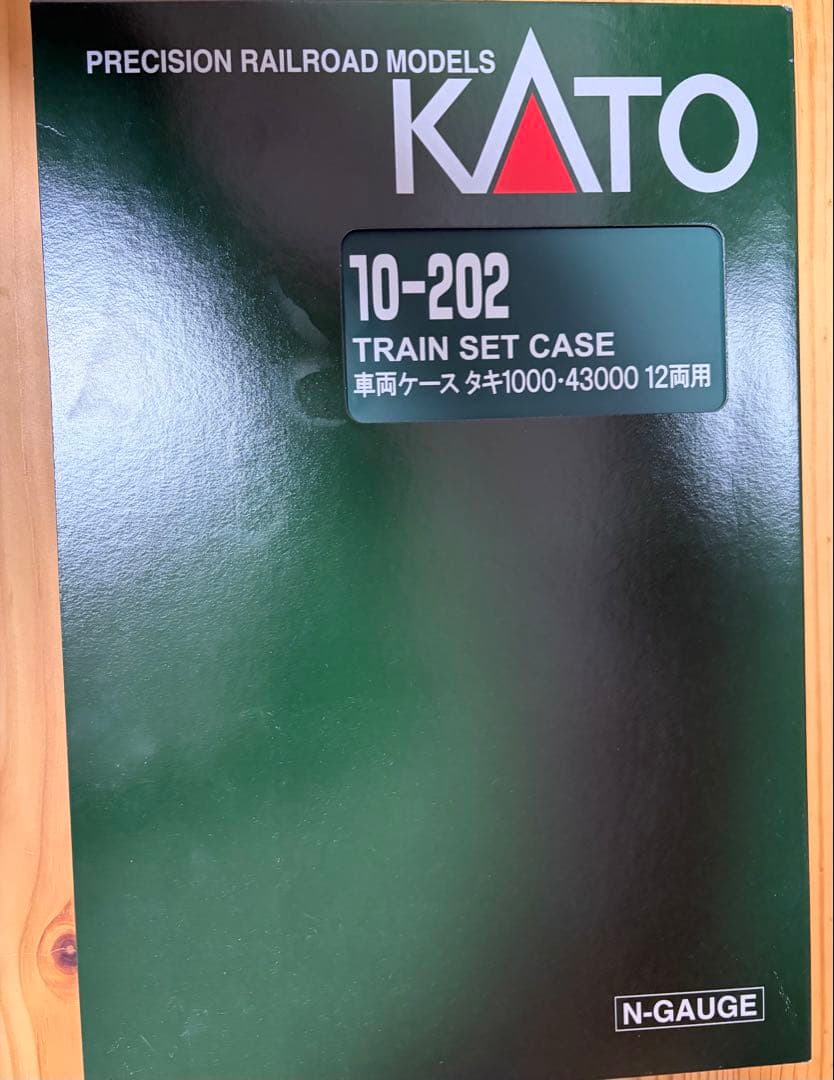 PRECISION RAILROAD MODELS
KATO
10-202
TRAIN SET CASE
車両ケース タキ1000・43000 12両用
N-GAUGE